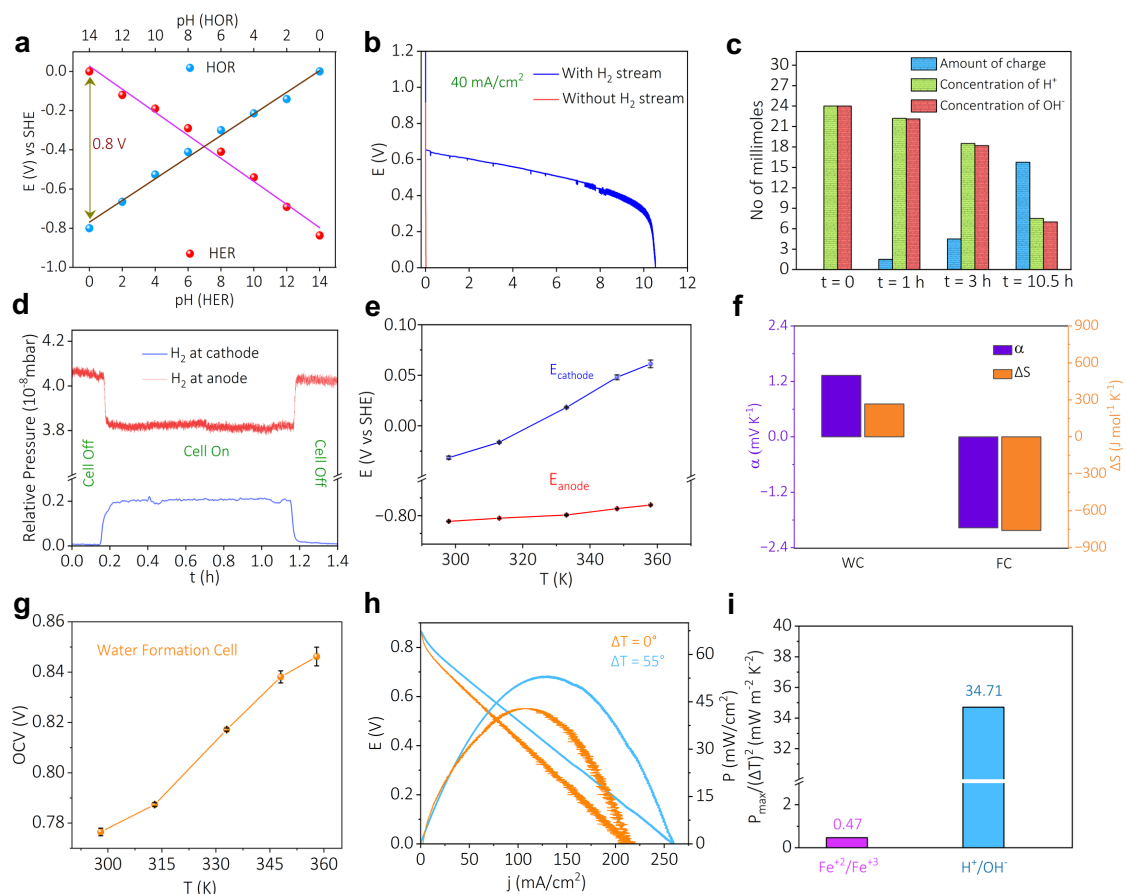 a
pH (HOR)
14 12 10 8 6 4 2 0
0.0
-0.2
-0.4
-0.6
-0.8
-1.0
E (V) vs SHE
HOR
0.8 V
HER
0 2 4 6 8 10 12 14
pH (HER)
b
1.2
1.0
0.8
0.6
0.4
0.2
0.0
E (V)
40 mA/cm²
With H₂ stream
Without H₂ stream
0 2 4 6 8 10 12
t (h)
c
30
27
24
21
18
15
12
9
6
3
0
No of millimoles
Amount of charge
Concentration of H⁺
Concentration of OH⁻
t = 0 t = 1 h t = 3 h t = 10.5 h
d
4.2
4.0
3.8
0.2
0.0
Relative Pressure (10⁻⁸mbar)
H₂ at cathode
H₂ at anode
Cell Off
Cell On
Cell Off
0.0 0.2 0.4 0.6 0.8 1.0 1.2 1.4
t (h)
e
0.10
0.05
0.00
−0.80
E (V vs SHE)
E cathode
E anode
300 315 330 345 360
T (K)
f
2.4
1.2
0.0
−1.2
−2.4
α (mV K⁻¹)
α
ΔS
900
600
300
0
−300
−600
−900
ΔS (J mol⁻¹ K⁻¹)
WC FC
g
0.86
0.84
0.82
0.80
0.78
OCV (V)
Water Formation Cell
300 315 330 345 360
T (K)
h
0.8
0.6
0.4
0.2
0.0
E (V)
ΔT = 0°
ΔT = 55°
60
45
30
15
0
P (mW/cm²)
0 50 100 150 200 250
j (mA/cm²)
i
40
38
36
34
32
30
2
0
Pmax/(ΔT)² (mW m⁻² K⁻²)
34.71
0.47
Fe⁺²/Fe⁺³ H⁺/OH⁻